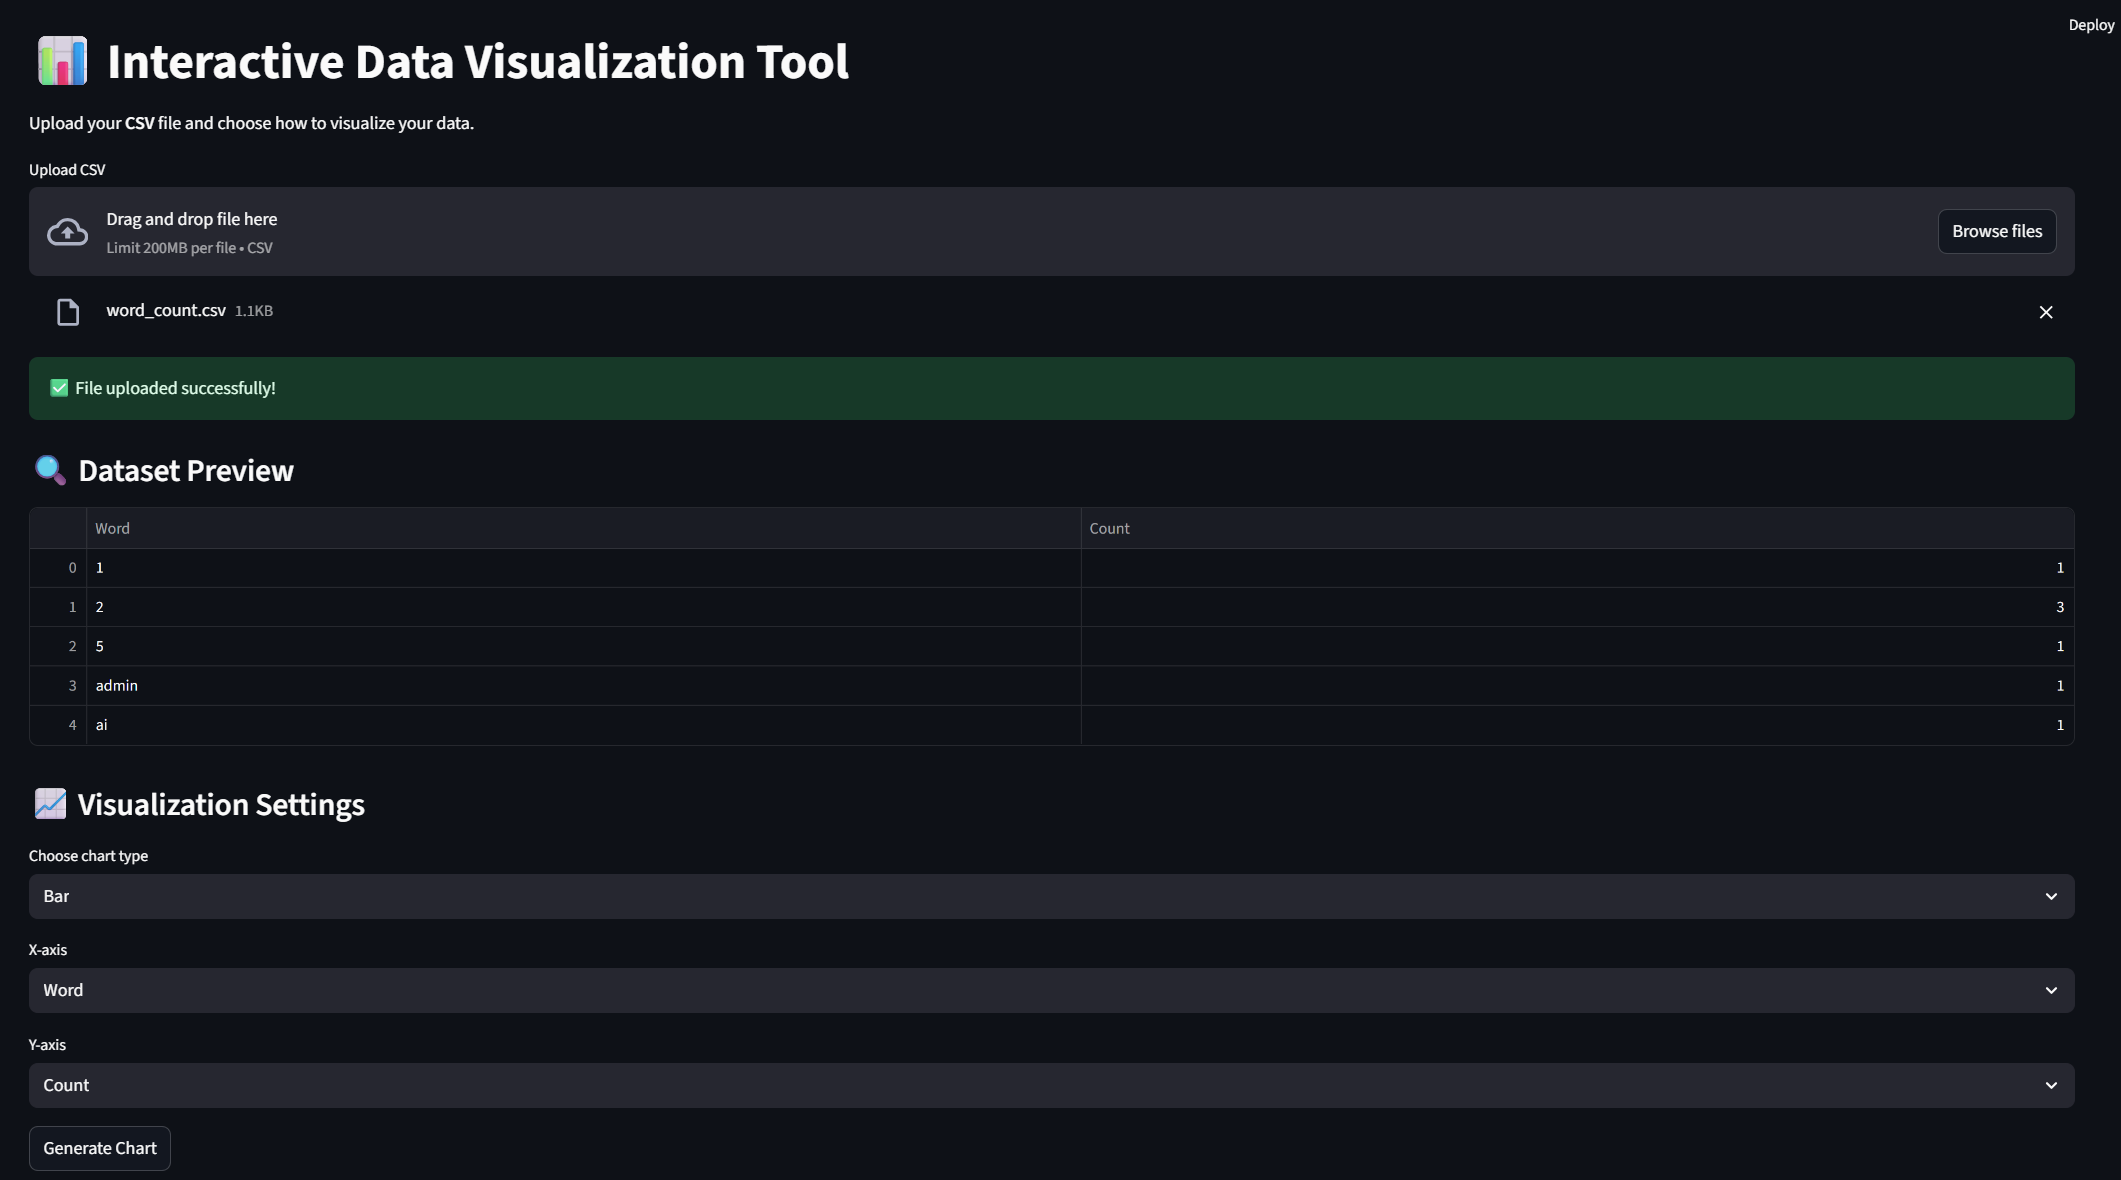 Deploy
Interactive Data Visualization Tool
Upload your CSV file and choose how to visualize your data.
Upload CSV
Drag and drop file here
Limit 200MB per file • CSV
Browse files
word_count.csv 1.1KB
File uploaded successfully!
Dataset Preview
Word Count
0 1 1
1 2 3
2 5 1
3 admin 1
4 ai 1
Visualization Settings
Choose chart type
Bar
X-axis
Word
Y-axis
Count
Generate Chart